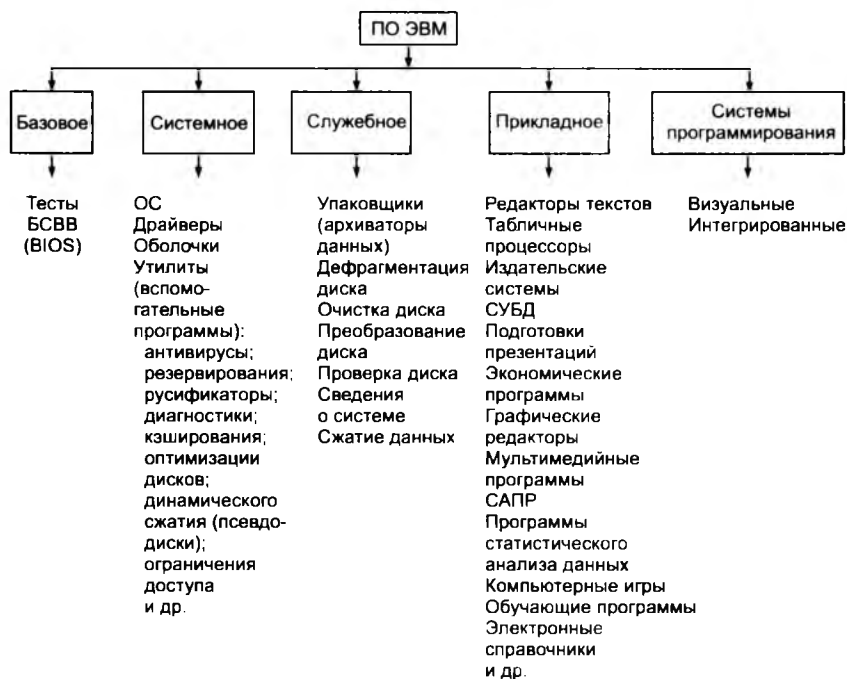 ПО ЭВМ
Базовое
Системное
Служебное
Прикладное
Системы
программирования
Тесты
БСВВ
(BIOS)
ОС
Драйверы
Оболочки
Утилиты
(вспомо-
гательные
программы):
антивирусы;
резервирования;
русификаторы;
диагностики;
кэширования;
оптимизации
дисков;
динамического
сжатия (псевдо-
диски);
ограничения
доступа
и др.
Упаковщики
(архиваторы
данных)
Дефрагментация
диска
Очистка диска
Преобразование
диска
Проверка диска
Сведения
о системе
Сжатие данных
Редакторы текстов
Табличные
процессоры
Издательские
системы
СУБД
Подготовки
презентаций
Экономические
программы
Графические
редакторы
Мультимедийные
программы
САПР
Программы
статистического
анализа данных
Компьютерные игры
Обучающие программы
Электронные
справочники
и др.
Визуальные
Интегрированные